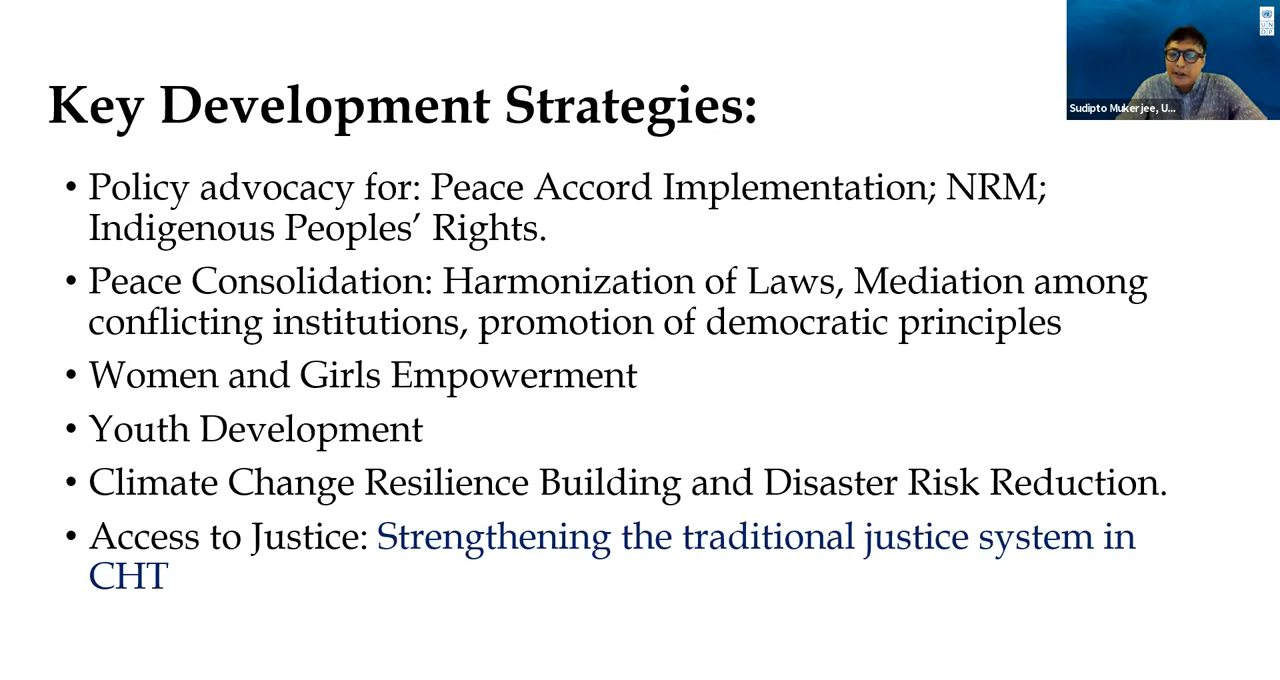 Key Development Strategies:
• Policy advocacy for: Peace Accord Implementation; NRM;
Indigenous Peoples’ Rights.
• Peace Consolidation: Harmonization of Laws, Mediation among
conflicting institutions, promotion of democratic principles
• Women and Girls Empowerment
• Youth Development
• Climate Change Resilience Building and Disaster Risk Reduction.
• Access to Justice: Strengthening the traditional justice system in
CHT
Sudipto Mukerjee, U...
U N
D P